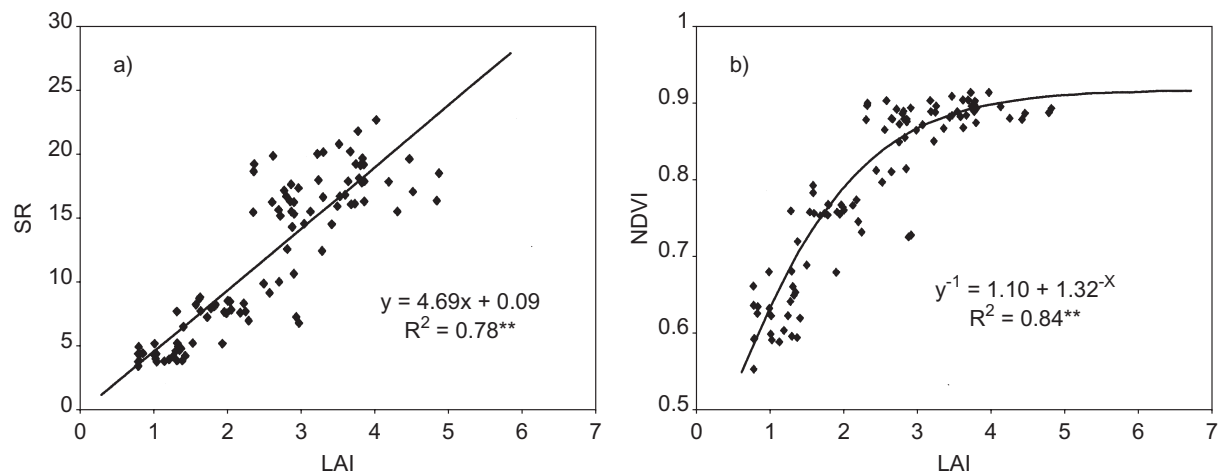 30
25
20
15
10
5
0
SR
a)
y = 4.69x + 0.09
R² = 0.78**
0 1 2 3 4 5 6 7
LAI
1
0.9
0.8
0.7
0.6
0.5
NDVI
b)
y⁻¹ = 1.10 + 1.32⁻ˣ
R² = 0.84**
0 1 2 3 4 5 6 7
LAI